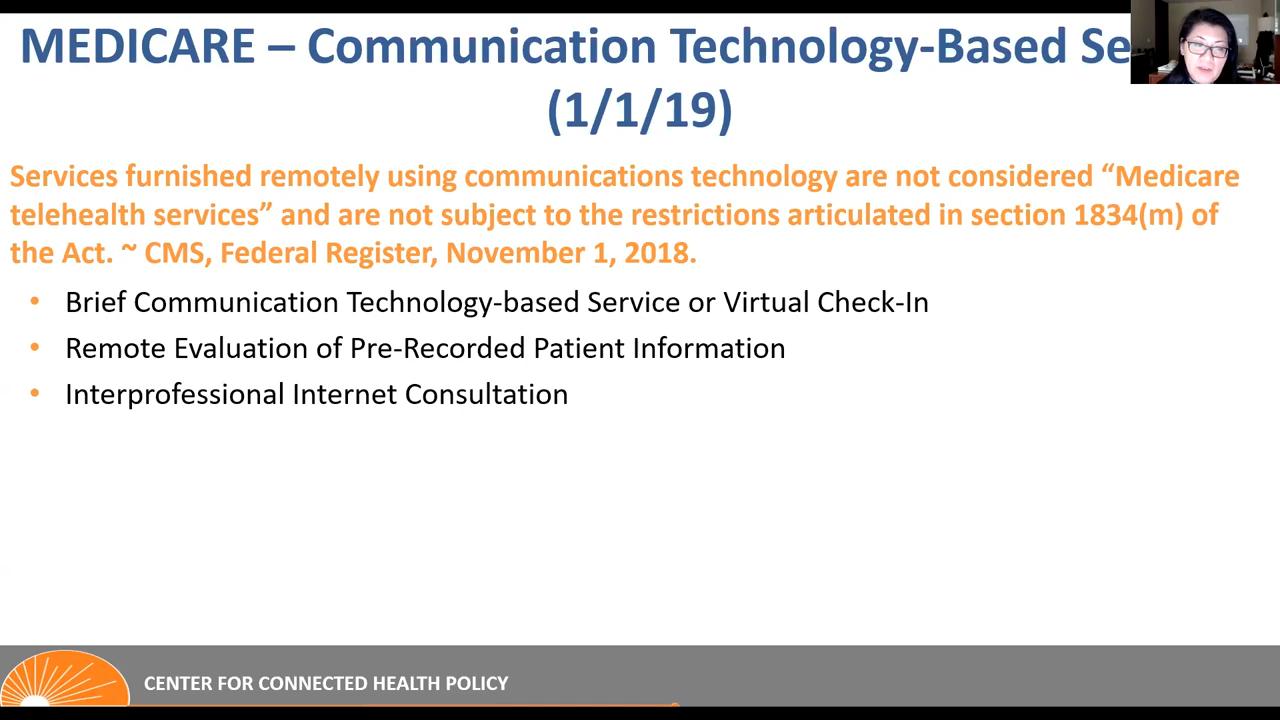 MEDICARE – Communication Technology-Based Se
(1/1/19)
Services furnished remotely using communications technology are not considered “Medicare
telehealth services” and are not subject to the restrictions articulated in section 1834(m) of
the Act. ~ CMS, Federal Register, November 1, 2018.
• Brief Communication Technology-based Service or Virtual Check-In
• Remote Evaluation of Pre-Recorded Patient Information
• Interprofessional Internet Consultation
CENTER FOR CONNECTED HEALTH POLICY